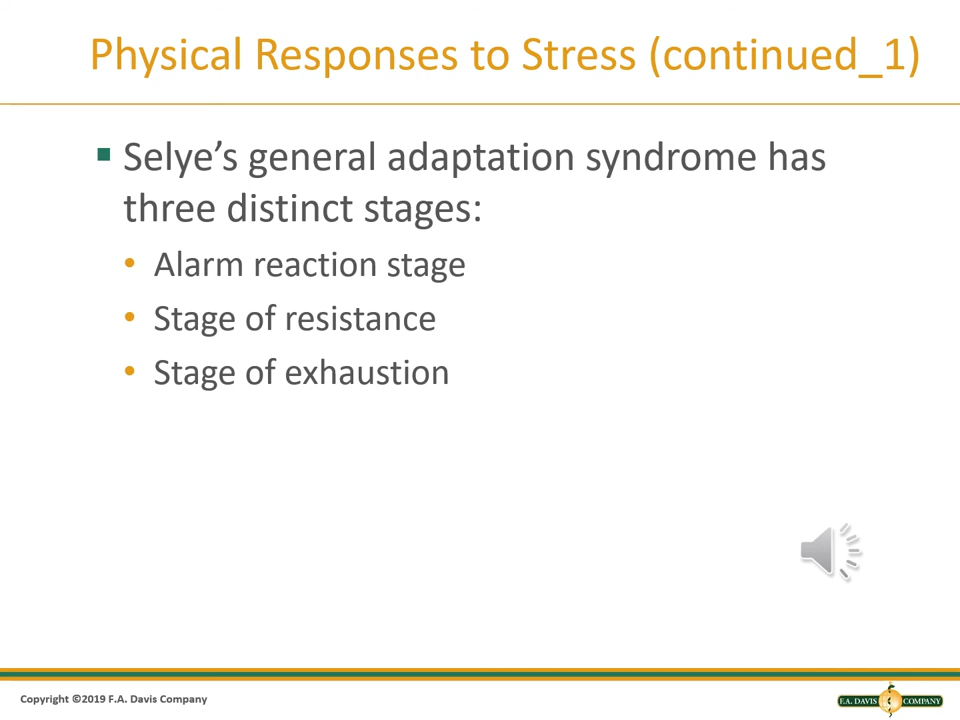 Physical Responses to Stress (continued_1)
Selye’s general adaptation syndrome has
three distinct stages:
Alarm reaction stage
Stage of resistance
Stage of exhaustion
Copyright ©2019 F.A. Davis Company
F.A. DAVIS COMPANY